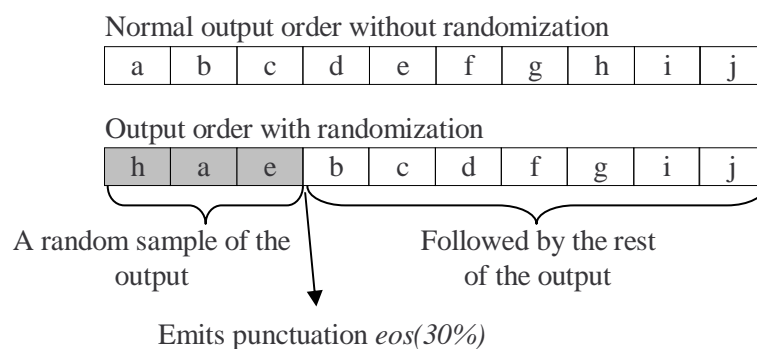 Normal output order without randomization
a b c d e f g h i j
Output order with randomization
h a e b c d f g i j
A random sample of the output
Followed by the rest of the output
Emits punctuation eos(30%)